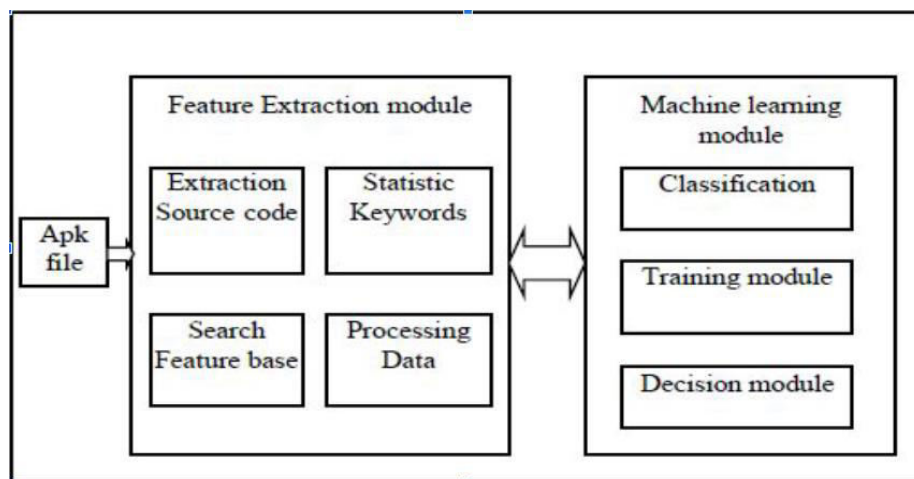 Feature Extraction module
Machine learning
module
Extraction
Source code
Statistic
Keywords
Classification
Apk
file
Training module
Search
Feature base
Processing
Data
Decision module